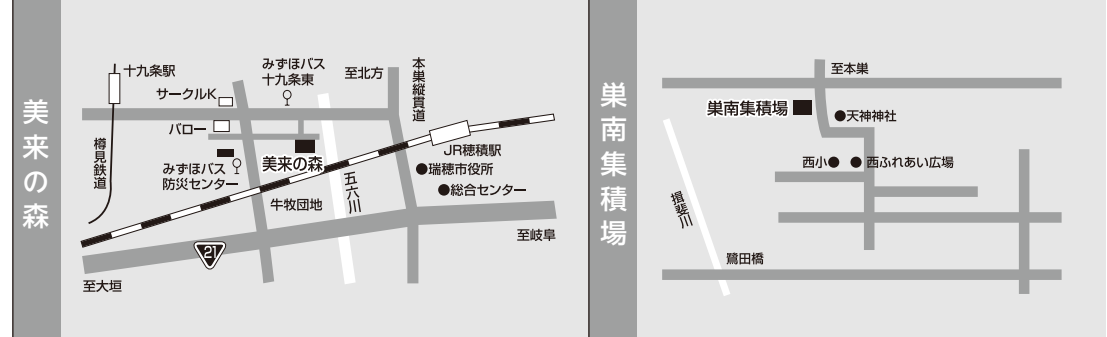 美来の森
十九条駅
サークルK
みずほバス
十九条東
至北方
本巣縦貫道
バロー
樽見鉄道
みずほバス
防災センター
美来の森
JR穂積駅
瑞穂市役所
総合センター
五六川
牛牧団地
21
至岐阜
至大垣
巣南集積場
至本巣
巣南集積場
天神神社
西小
西ふれあい広場
揖斐川
鷺田橋